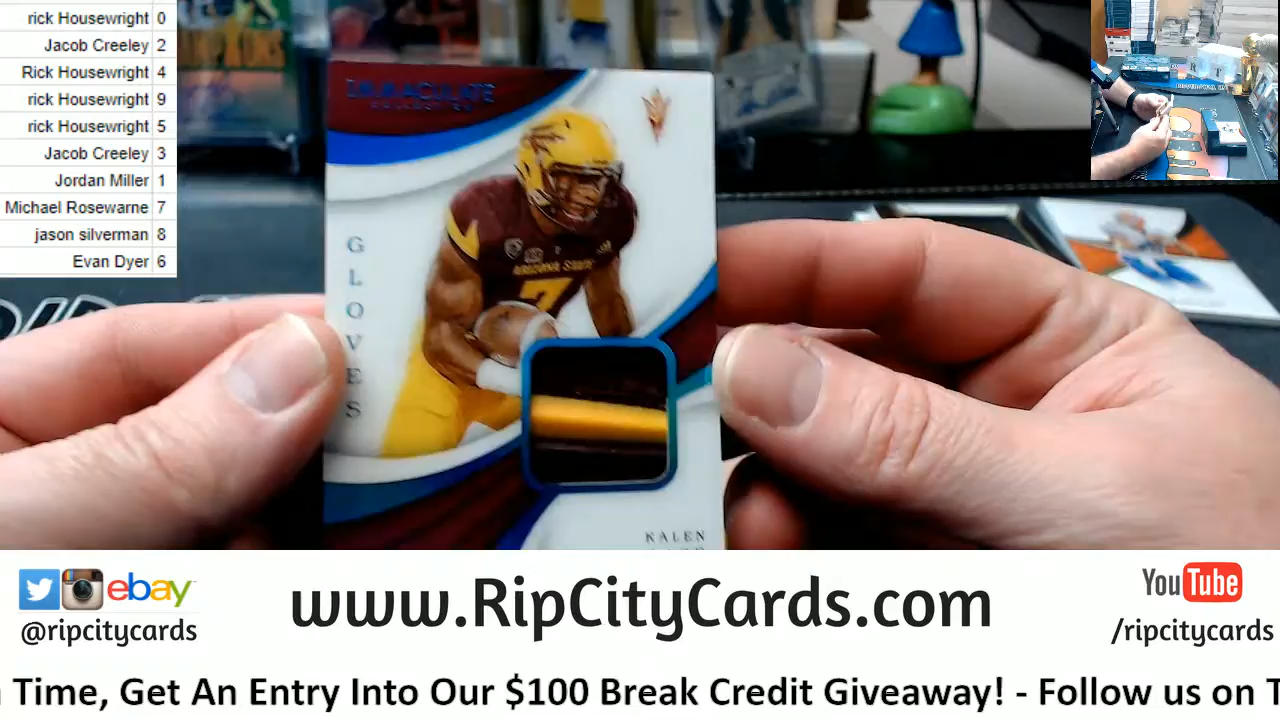 rick Housewright 0
Jacob Creeley 2
Rick Housewright 4
rick Housewright 9
rick Housewright 5
Jacob Creeley 3
Jordan Miller 1
Michael Rosewarne 7
jason silverman 8
Evan Dyer 6
IMMACULATE
COLLECTION
GLOVES
ARIZONA STATE
7
KALEN
ebay
@ripcitycards
www.RipCityCards.com
YouTube
/ripcitycards
Time, Get An Entry Into Our $100 Break Credit Giveaway! - Follow us on T